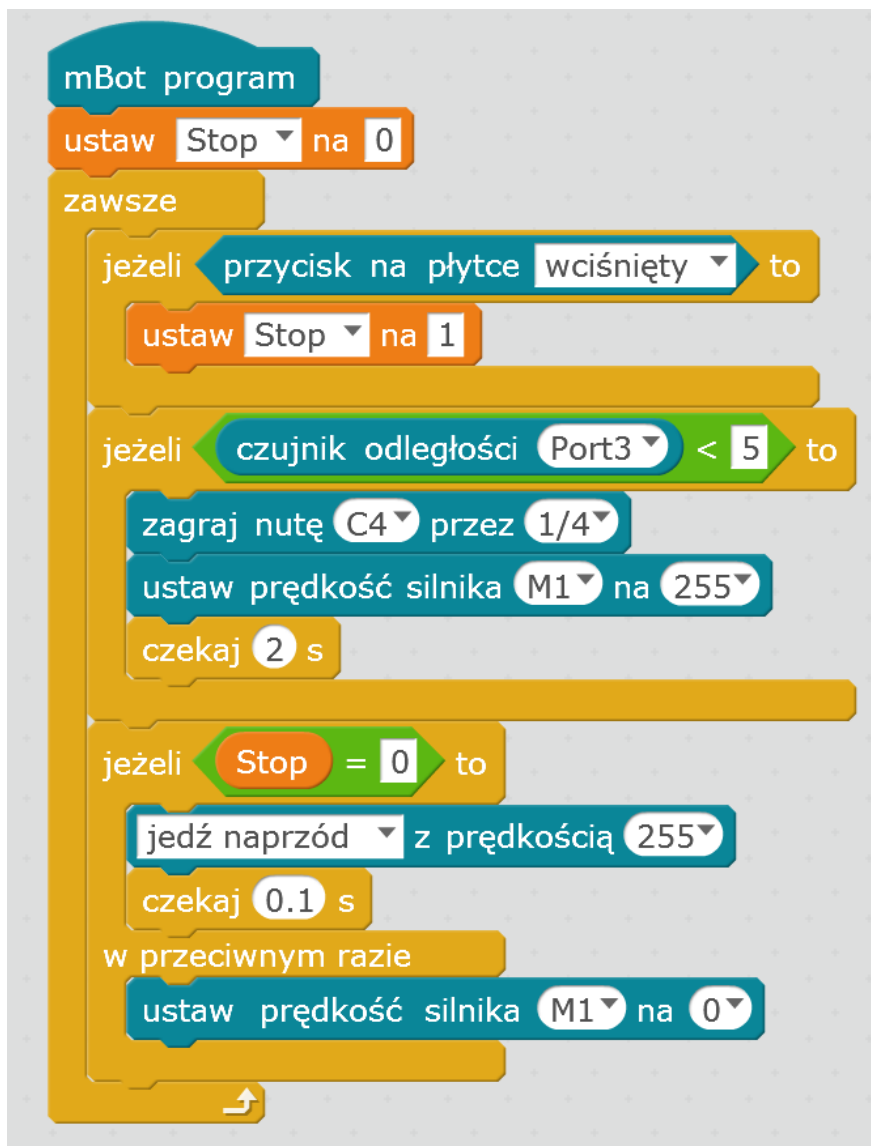 mBot program
ustaw Stop na 0
zawsze
jeżeli przycisk na płytce wciśnięty to
ustaw Stop na 1
jeżeli czujnik odległości Port3 < 5 to
zagraj nutę C4 przez 1/4
ustaw prędkość silnika M1 na 255
czekaj 2 s
jeżeli Stop = 0 to
jedź naprzód z prędkością 255
czekaj 0.1 s
w przeciwnym razie
ustaw prędkość silnika M1 na 0